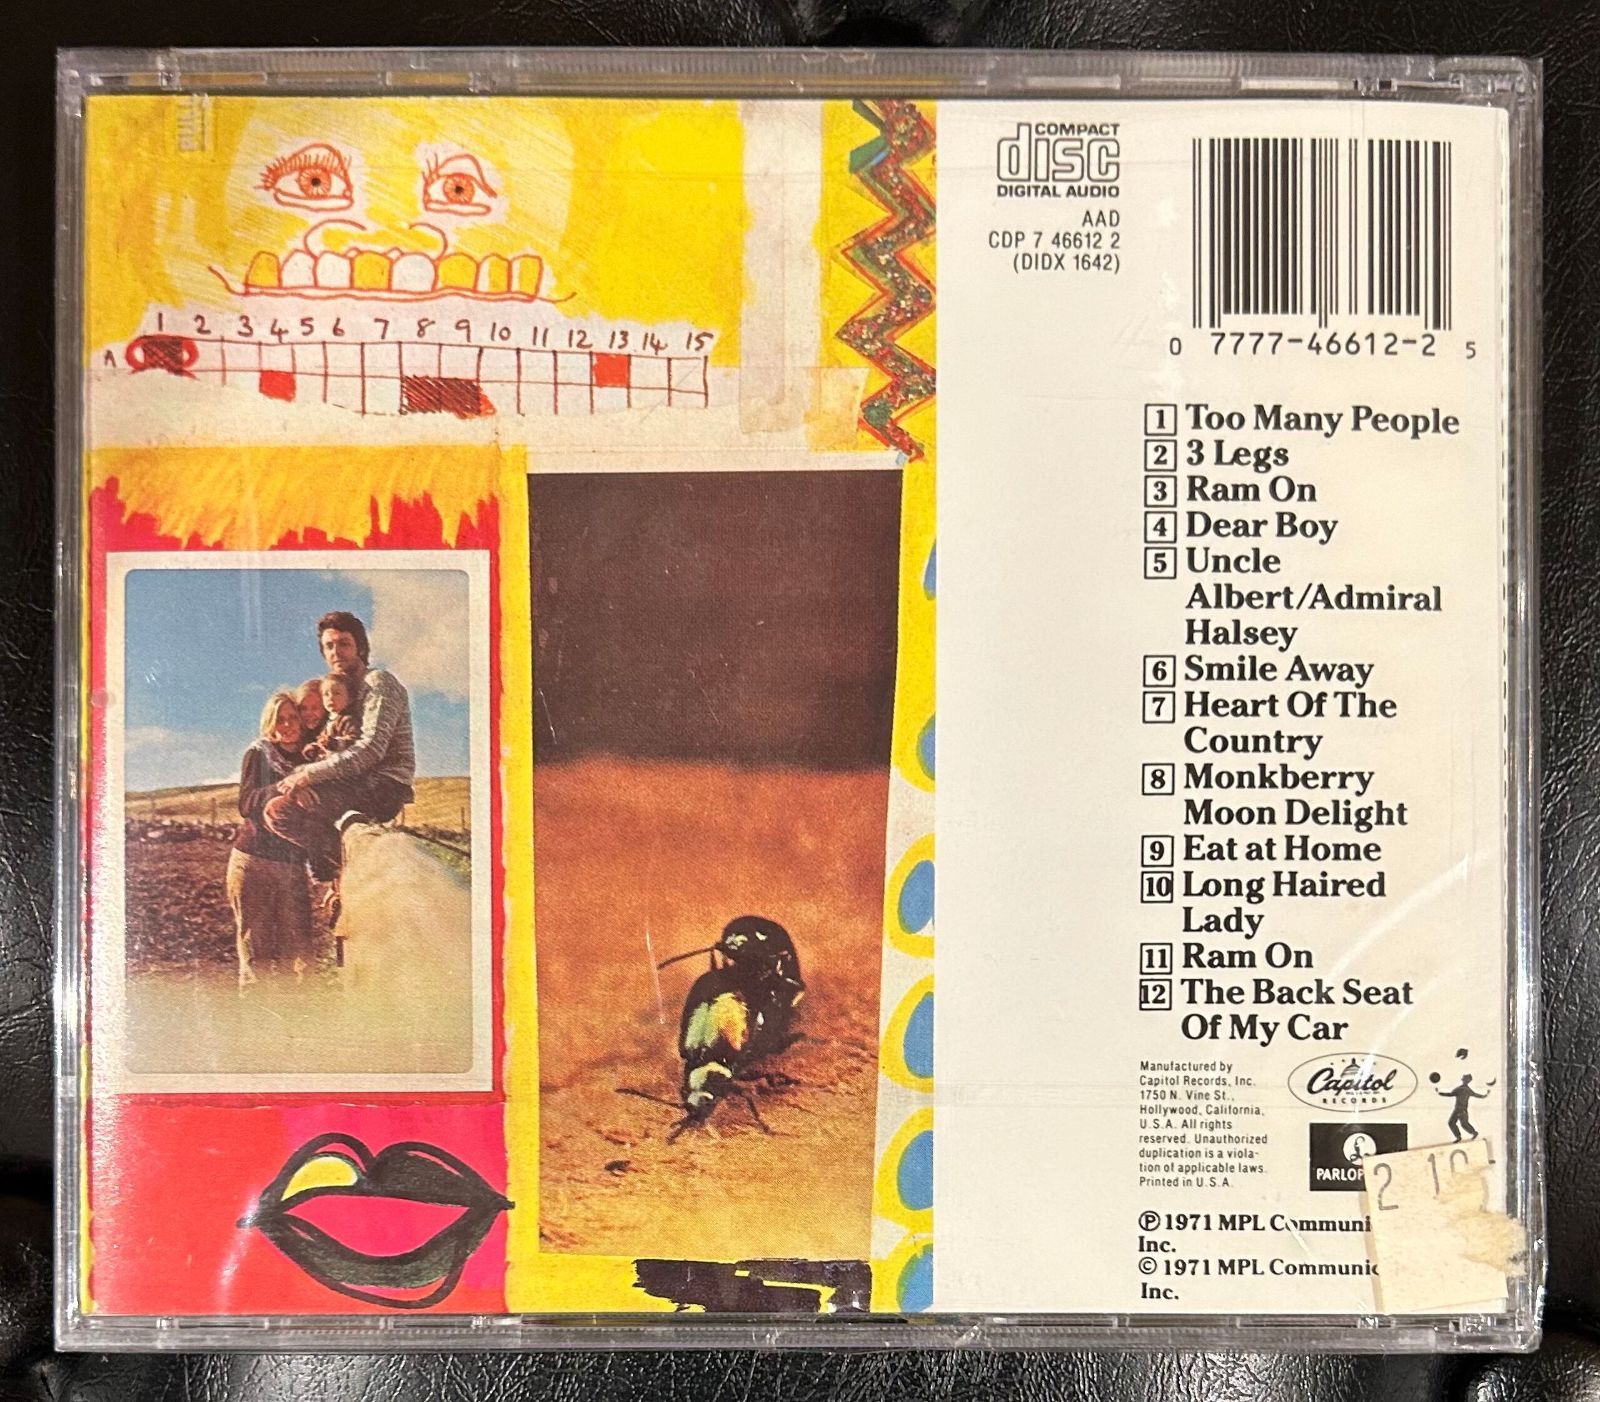 1 2 3 4 5 6 7 8 9 10 11 12 13 14 15
A
COMPACT
disc
DIGITAL AUDIO
AAD
CDP 7 46612 2
(DIDX 1642)
0 7777-46612-2 5
1 Too Many People
2 3 Legs
3 Ram On
4 Dear Boy
5 Uncle
Albert/Admiral
Halsey
6 Smile Away
7 Heart Of The
Country
8 Monkberry
Moon Delight
9 Eat at Home
10 Long Haired
Lady
11 Ram On
12 The Back Seat
Of My Car
Manufactured by
Capitol Records, Inc.
1750 N. Vine St.,
Hollywood, California,
U.S.A. All rights
reserved. Unauthorized
duplication is a viola-
tion of applicable laws.
Printed in U.S.A.
Capitol
RECORDS
£
℗ 1971 MPL
Inc.
© 1971 MPL
Inc.